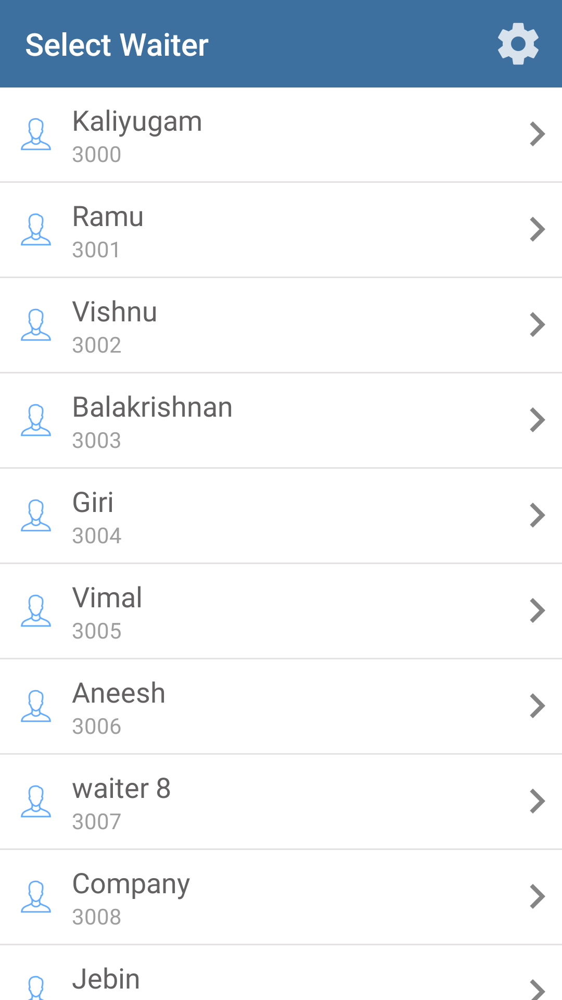 Select Waiter
Kaliyugam
3000
Ramu
3001
Vishnu
3002
Balakrishnan
3003
Giri
3004
Vimal
3005
Aneesh
3006
waiter 8
3007
Company
3008
Jebin